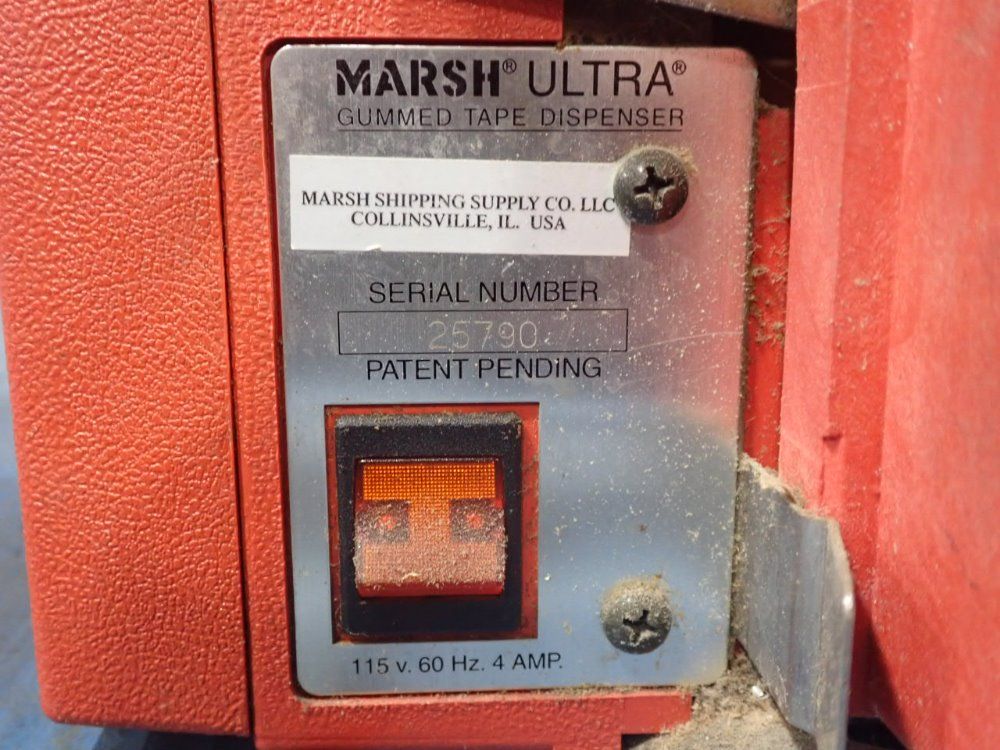 MARSH® ULTRA®
GUMMED TAPE DISPENSER
MARSH SHIPPING SUPPLY CO. LLC
COLLINSVILLE, IL. USA
SERIAL NUMBER
25790
PATENT PENDING
115 v. 60 Hz. 4 AMP.